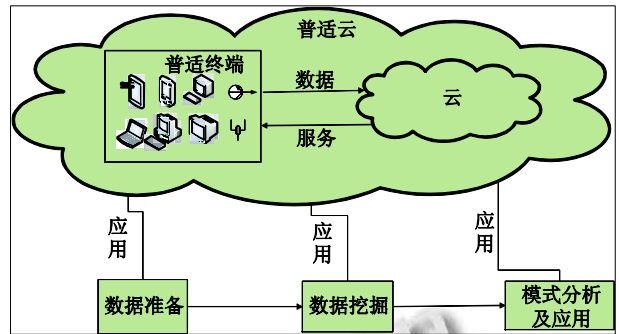 普适云
普适终端
数据
云
服务
应用
应用
应用
数据准备
数据挖掘
模式分析
及应用